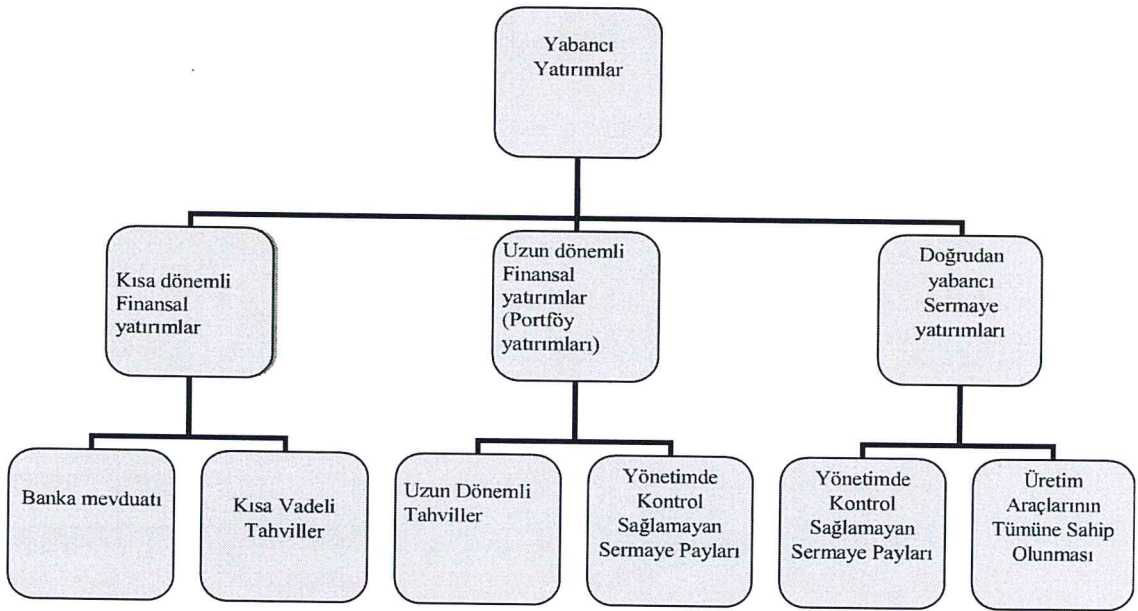 Yabancı
Yatırımlar
Kısa dönemli
Finansal
yatırımlar
Uzun dönemli
Finansal
yatırımlar
(Portföy
yatırımları)
Doğrudan
yabancı
Sermaye
yatırımları
Banka mevduatı
Kısa Vadeli
Tahviller
Uzun Dönemli
Tahviller
Yönetimde
Kontrol
Sağlamayan
Sermaye Payları
Yönetimde
Kontrol
Sağlamayan
Sermaye Payları
Üretim
Araçlarının
Tümüne Sahip
Olunması